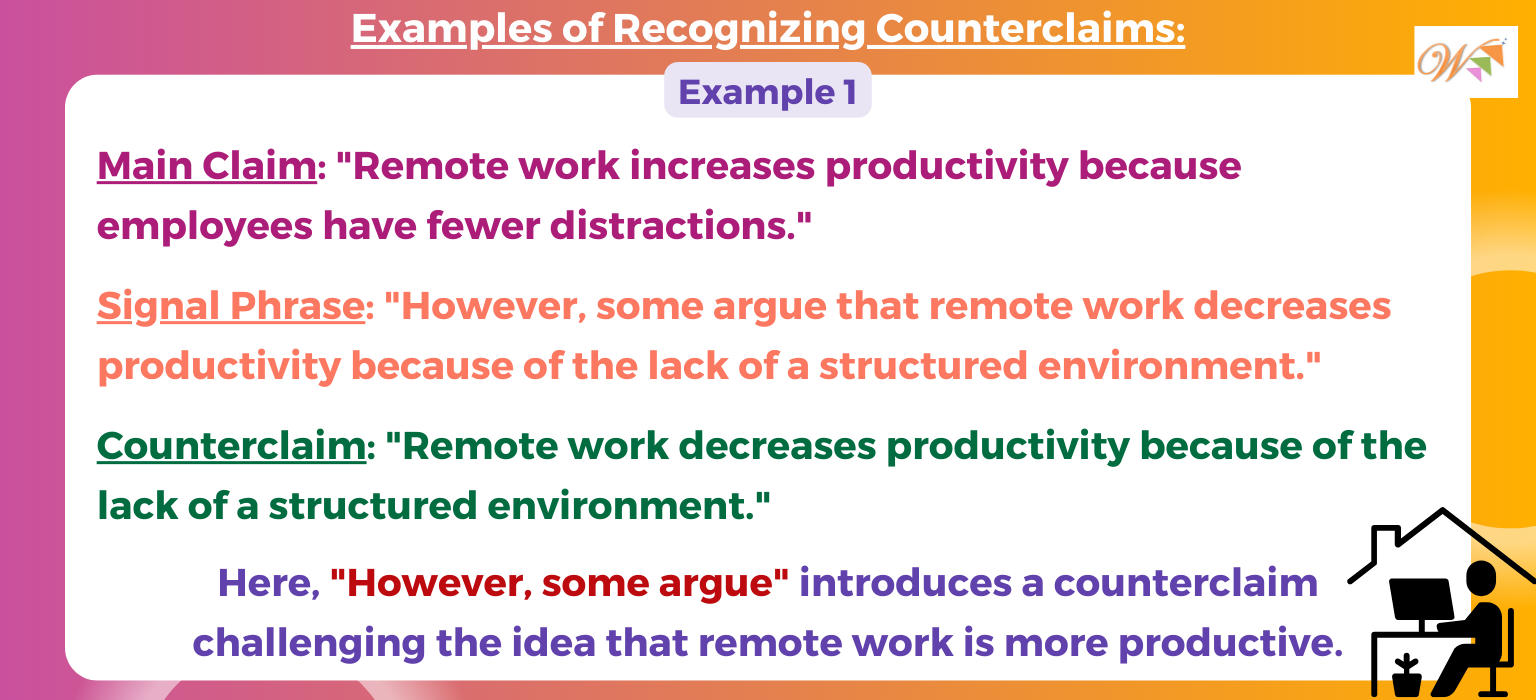 Examples of Recognizing Counterclaims:
Example 1
Main Claim: "Remote work increases productivity because
employees have fewer distractions."
Signal Phrase: "However, some argue that remote work decreases
productivity because of the lack of a structured environment."
Counterclaim: "Remote work decreases productivity because of the
lack of a structured environment."
Here, "However, some argue" introduces a counterclaim
challenging the idea that remote work is more productive.